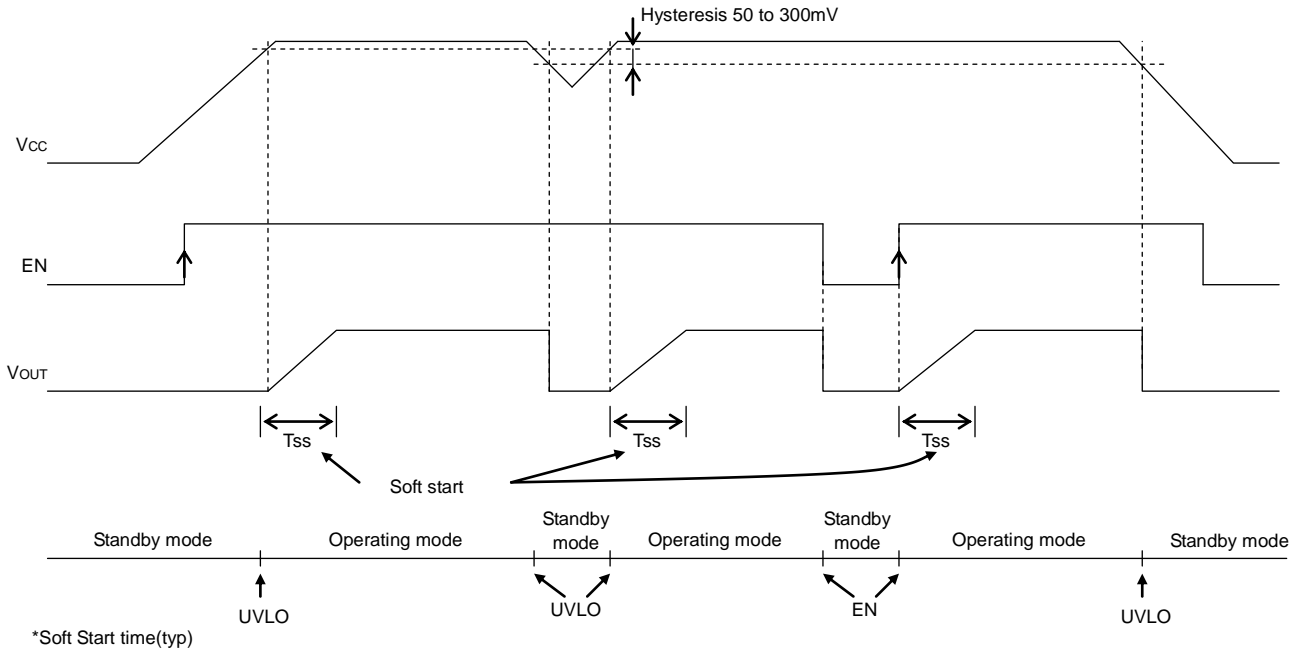 Hysteresis 50 to 300mV
VCC
EN
VOUT
Tss
Tss
Tss
Soft start
Standby mode
Operating mode
Standby
mode
Operating mode
Standby
mode
Operating mode
Standby mode
UVLO
UVLO
EN
UVLO
*Soft Start time(typ)